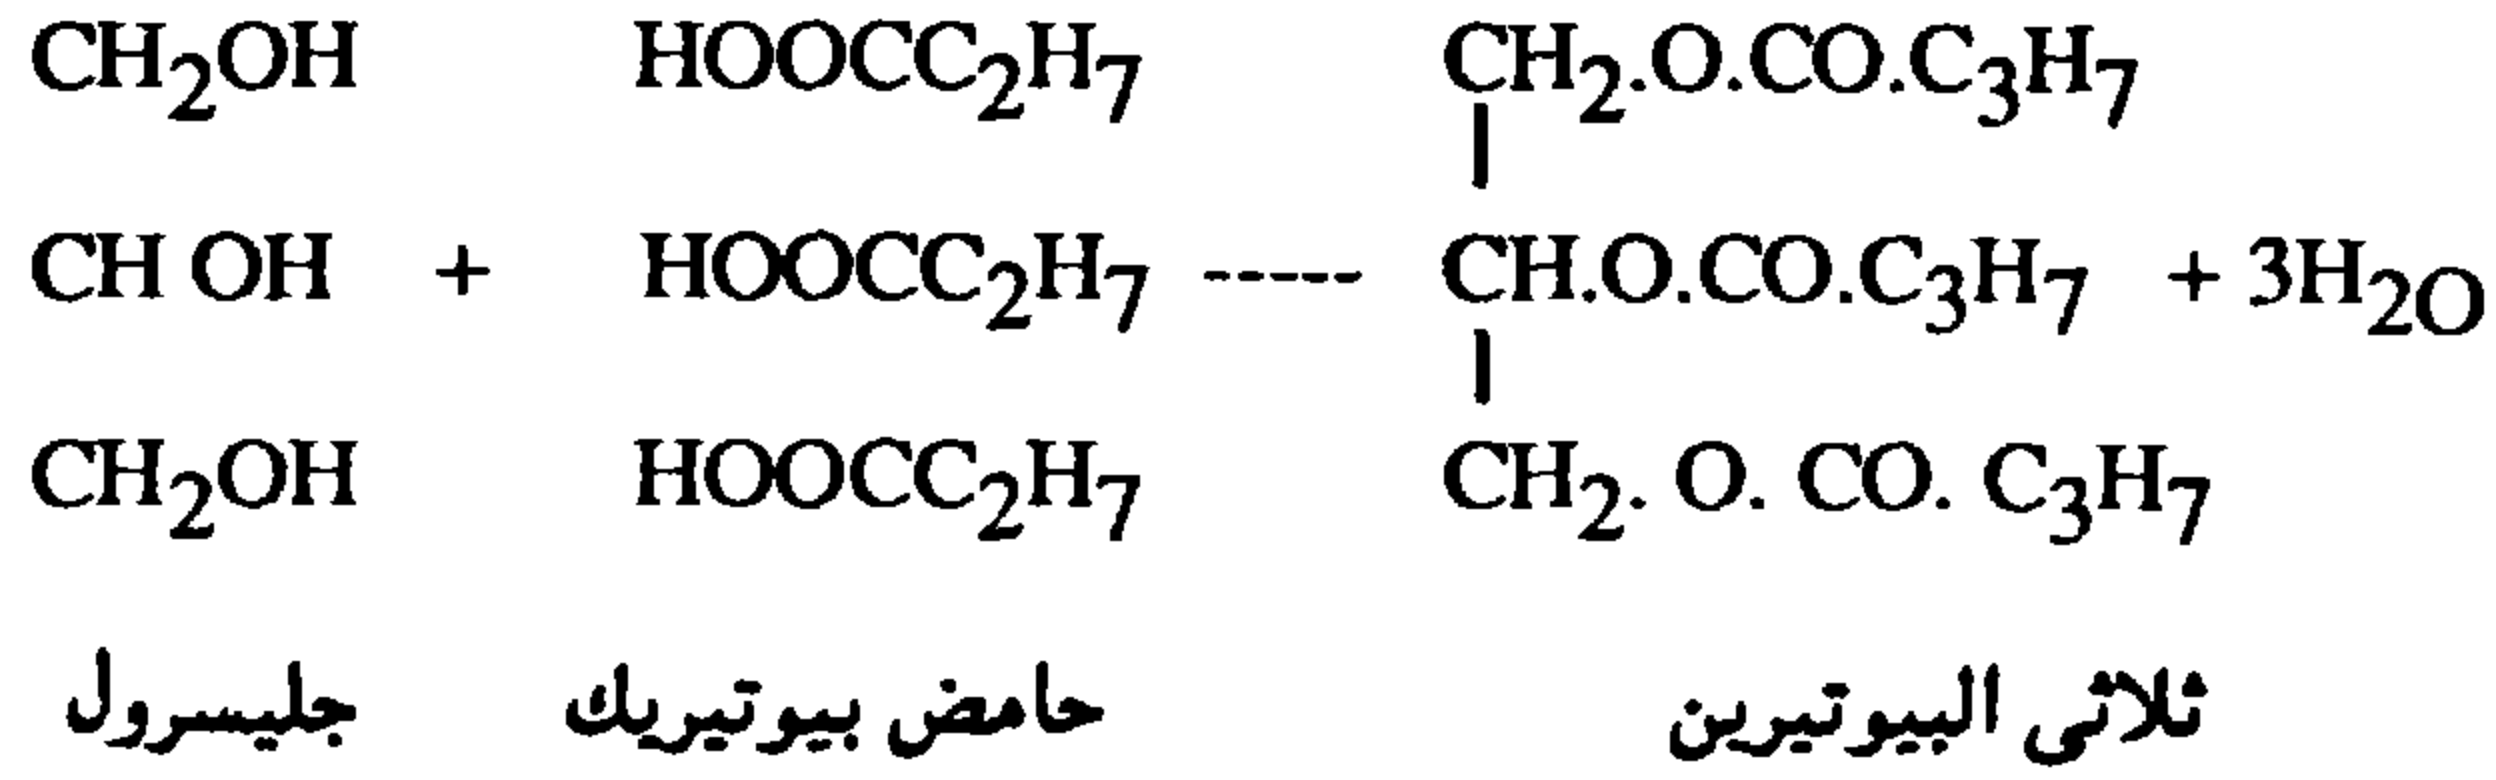 CH₂OH HOOCC₂H₇ CH₂.O.CO.C₃H₇
CH OH + HOOCC₂H₇ ----- CH.O.CO.C₃H₇ + 3H₂O
CH₂OH HOOCC₂H₇ CH₂. O. CO. C₃H₇
جليسرول حامض بيوتيريك ثلاثى البيوتيرين